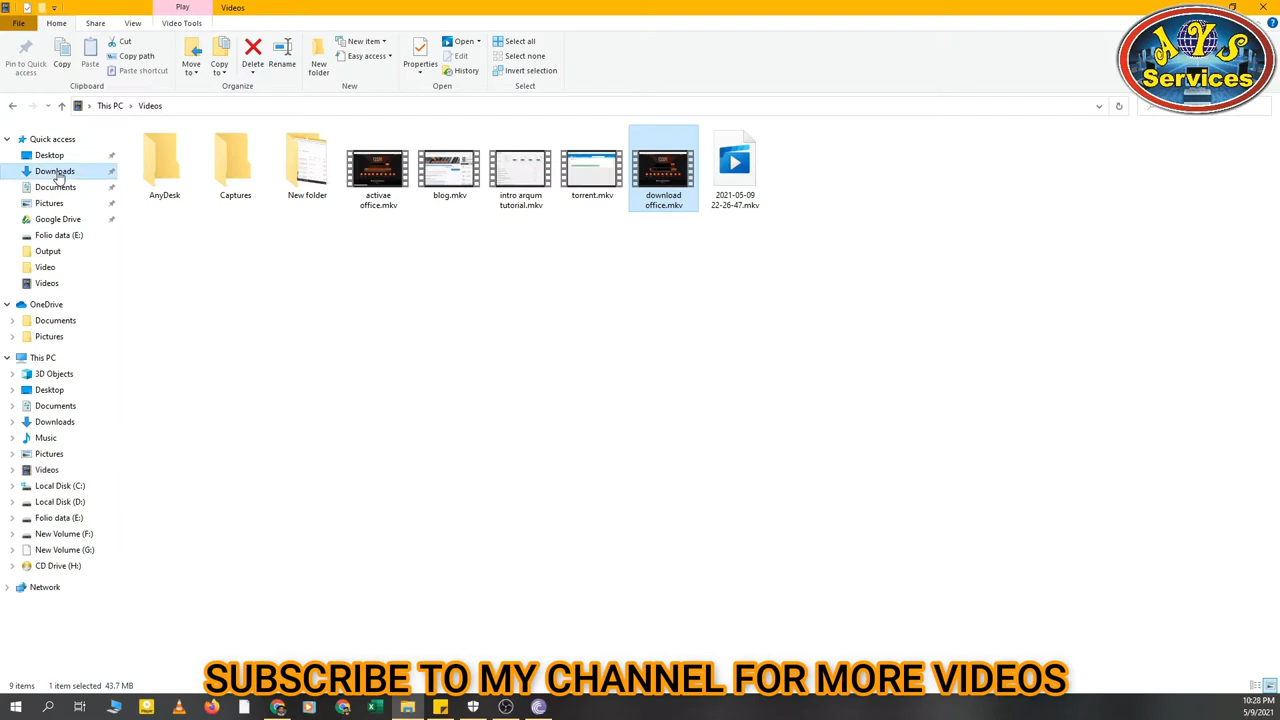 Play
Videos
File
Home
Share
View
Video Tools
Pin to Quick access
Copy
Paste
Cut
Copy path
Paste shortcut
Clipboard
Move to
Copy to
Delete
Rename
Organize
New folder
New item
Easy access
New
Properties
Open
Edit
History
Open
Select all
Select none
Invert selection
Select
AYS
Services
This PC > Videos
Quick access
Desktop
Downloads
Documents
Pictures
Google Drive
Folio data (E:)
Output
Video
Videos
OneDrive
Documents
Pictures
This PC
3D Objects
Desktop
Documents
Downloads
Music
Pictures
Videos
Local Disk (C:)
Local Disk (D:)
Folio data (E:)
New Volume (F:)
New Volume (G:)
CD Drive (H:)
Network
AnyDesk
Captures
New folder
activae
office.mkv
blog.mkv
intro arqum
tutorial.mkv
torrent.mkv
download
office.mkv
2021-05-09
22-26-47.mkv
9 items
1 item selected 43.7 MB
SUBSCRIBE TO MY CHANNEL FOR MORE VIDEOS
10:28 PM
5/9/2021